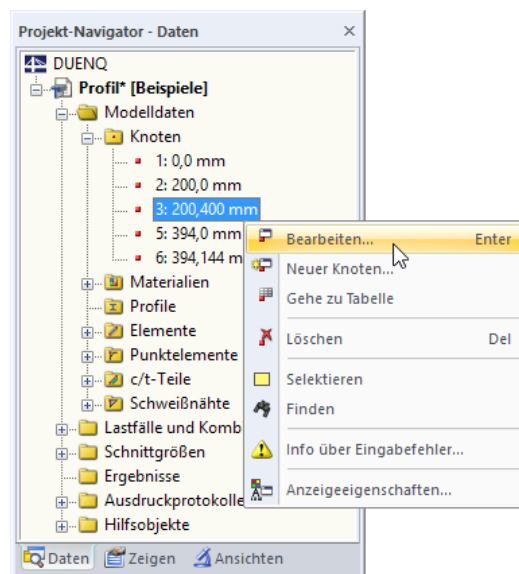 Projekt-Navigator - Daten
DUENQ
Profil* [Beispiele]
Modelldaten
Knoten
1: 0,0 mm
2: 200,0 mm
3: 200,400 mm
5: 394,0 mm
6: 394,144 m
Materialien
Profile
Elemente
Punktelemente
c/t-Teile
Schweißnähte
Lastfälle und Komb
Schnittgrößen
Ergebnisse
Ausdruckprotokolle
Hilfsobjekte
Bearbeiten... Enter
Neuer Knoten...
Gehe zu Tabelle
Löschen Del
Selektieren
Finden
Info über Eingabefehler...
Anzeigeeigenschaften...
Daten Zeigen Ansichten